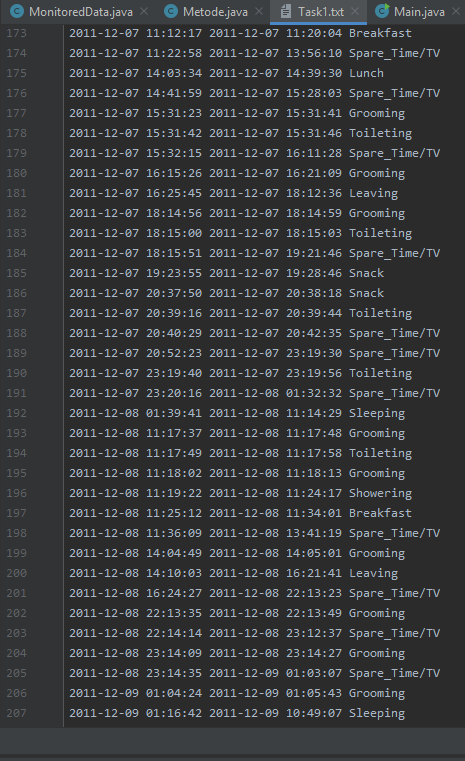 MonitoredData.java × Metode.java × Task1.txt × Main.java ×
173 2011-12-07 11:12:17 2011-12-07 11:20:04 Breakfast
174 2011-12-07 11:22:58 2011-12-07 13:56:10 Spare_Time/TV
175 2011-12-07 14:03:34 2011-12-07 14:39:30 Lunch
176 2011-12-07 14:41:59 2011-12-07 15:28:03 Spare_Time/TV
177 2011-12-07 15:31:23 2011-12-07 15:31:41 Grooming
178 2011-12-07 15:31:42 2011-12-07 15:31:46 Toileting
179 2011-12-07 15:32:15 2011-12-07 16:11:28 Spare_Time/TV
180 2011-12-07 16:15:26 2011-12-07 16:21:09 Grooming
181 2011-12-07 16:25:45 2011-12-07 18:12:36 Leaving
182 2011-12-07 18:14:56 2011-12-07 18:14:59 Grooming
183 2011-12-07 18:15:00 2011-12-07 18:15:03 Toileting
184 2011-12-07 18:15:51 2011-12-07 19:21:46 Spare_Time/TV
185 2011-12-07 19:23:55 2011-12-07 19:28:46 Snack
186 2011-12-07 20:37:50 2011-12-07 20:38:18 Snack
187 2011-12-07 20:39:16 2011-12-07 20:39:44 Toileting
188 2011-12-07 20:40:29 2011-12-07 20:42:35 Spare_Time/TV
189 2011-12-07 20:52:23 2011-12-07 23:19:30 Spare_Time/TV
190 2011-12-07 23:19:40 2011-12-07 23:19:56 Toileting
191 2011-12-07 23:20:16 2011-12-08 01:32:32 Spare_Time/TV
192 2011-12-08 01:39:41 2011-12-08 11:14:29 Sleeping
193 2011-12-08 11:17:37 2011-12-08 11:17:48 Grooming
194 2011-12-08 11:17:49 2011-12-08 11:17:58 Toileting
195 2011-12-08 11:18:02 2011-12-08 11:18:13 Grooming
196 2011-12-08 11:19:22 2011-12-08 11:24:17 Showering
197 2011-12-08 11:25:12 2011-12-08 11:34:01 Breakfast
198 2011-12-08 11:36:09 2011-12-08 13:41:19 Spare_Time/TV
199 2011-12-08 14:04:49 2011-12-08 14:05:01 Grooming
200 2011-12-08 14:10:03 2011-12-08 16:21:41 Leaving
201 2011-12-08 16:24:27 2011-12-08 22:13:23 Spare_Time/TV
202 2011-12-08 22:13:35 2011-12-08 22:13:49 Grooming
203 2011-12-08 22:14:14 2011-12-08 23:12:37 Spare_Time/TV
204 2011-12-08 23:14:09 2011-12-08 23:14:27 Grooming
205 2011-12-08 23:14:35 2011-12-09 01:03:07 Spare_Time/TV
206 2011-12-09 01:04:24 2011-12-09 01:05:43 Grooming
207 2011-12-09 01:16:42 2011-12-09 10:49:07 Sleeping